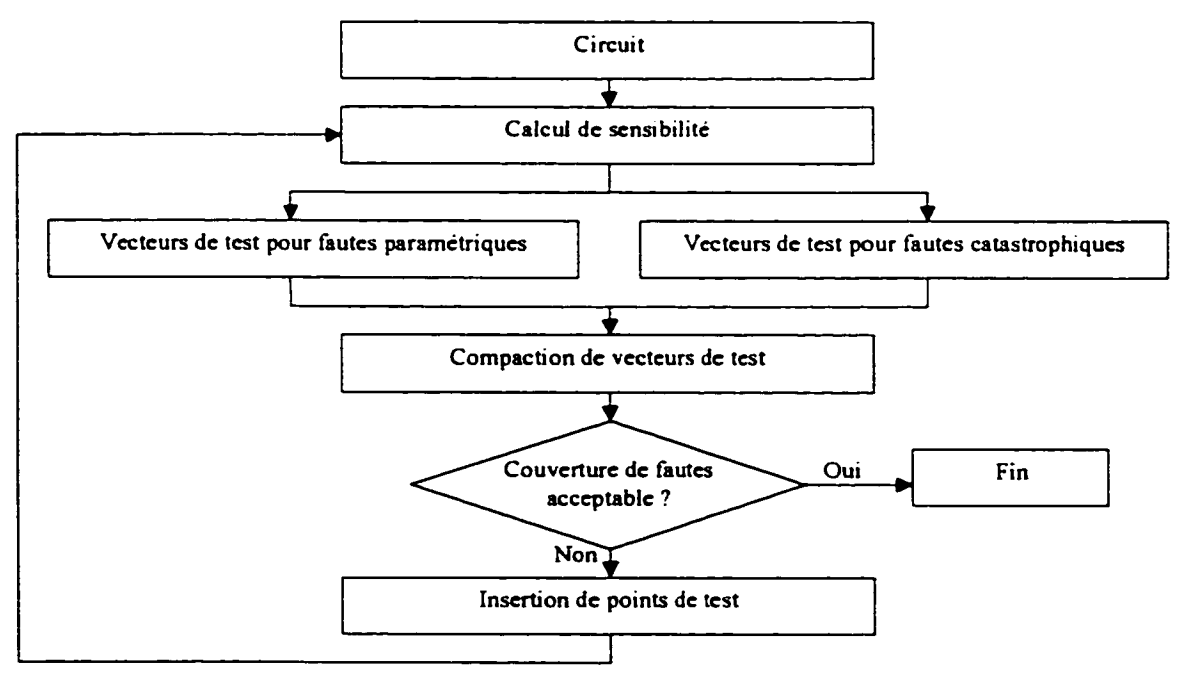 Circuit
Calcul de sensibilité
Vecteurs de test pour fautes paramétriques
Vecteurs de test pour fautes catastrophiques
Compaction de vecteurs de test
Couverture de fautes
acceptable ?
Oui
Fin
Non
Insertion de points de test